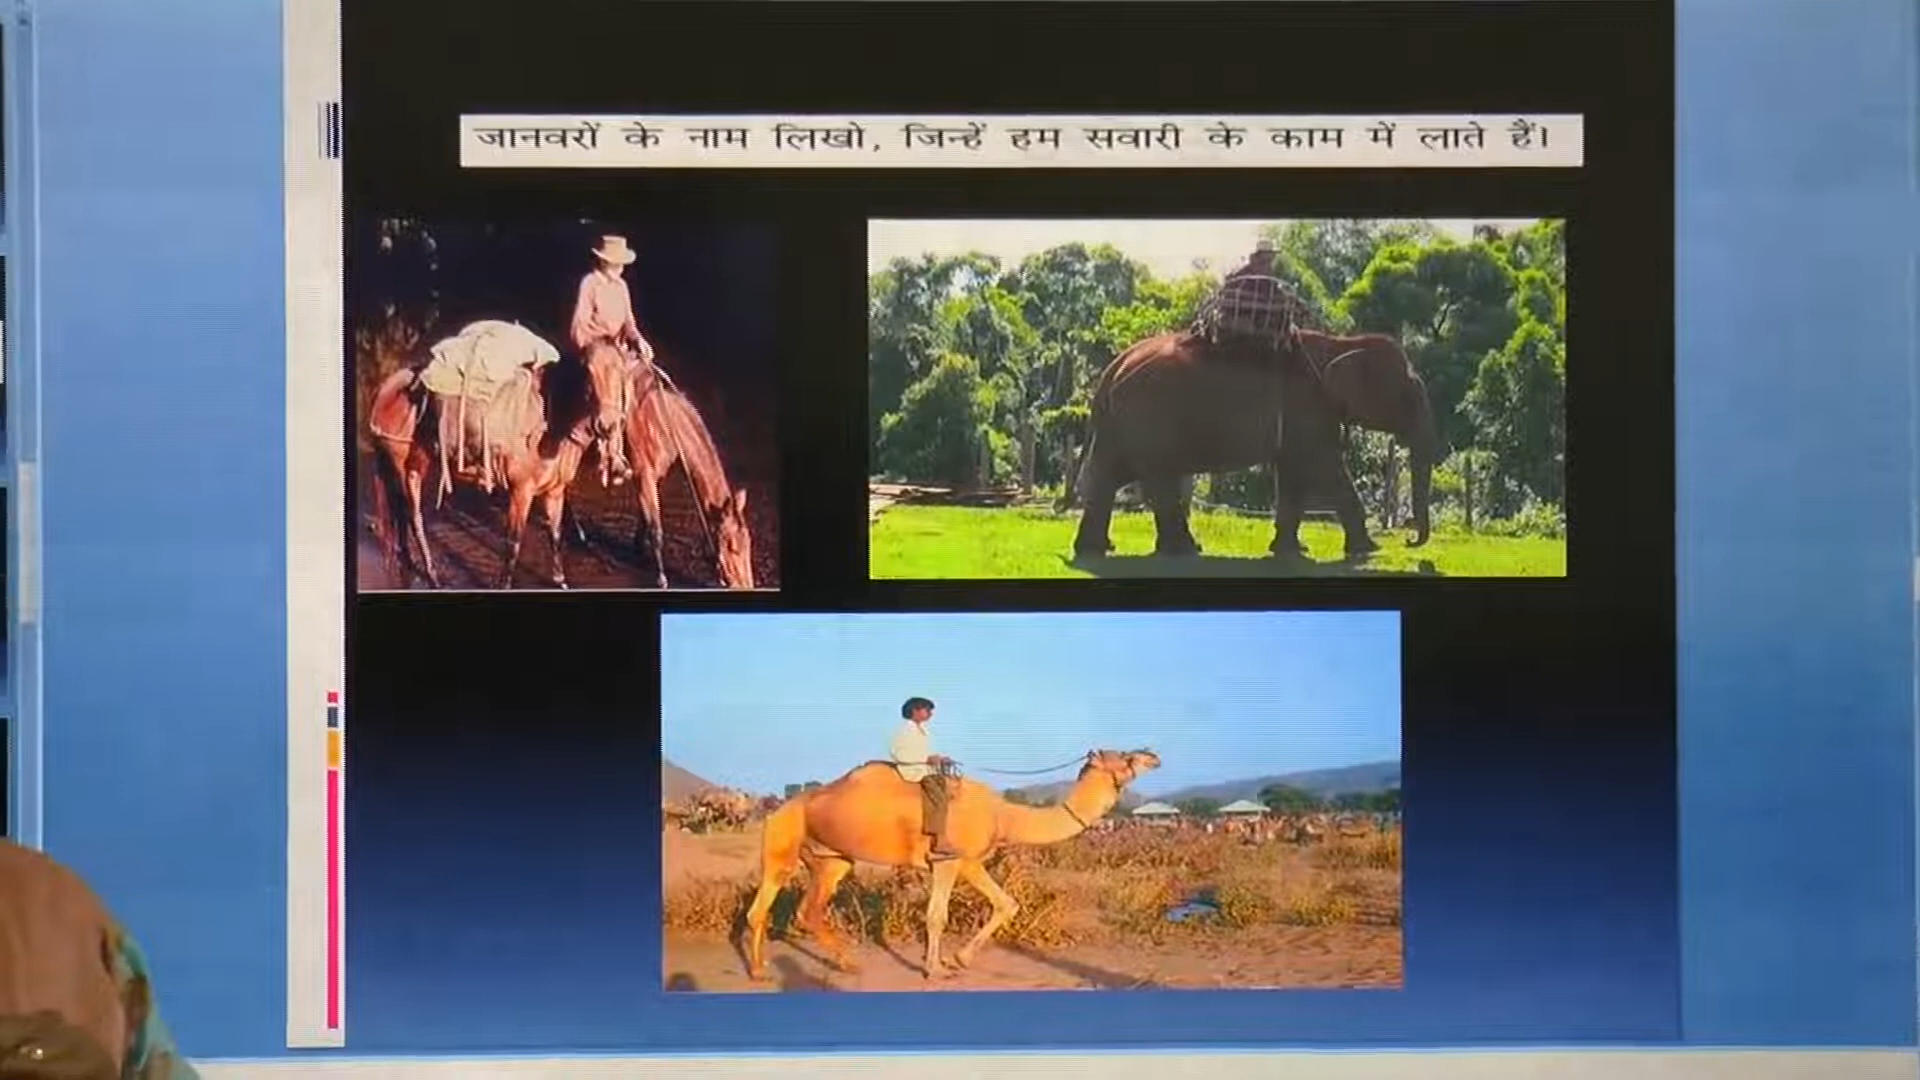 जानवरों के नाम लिखो, जिन्हें हम सवारी के काम में लाते हैं।